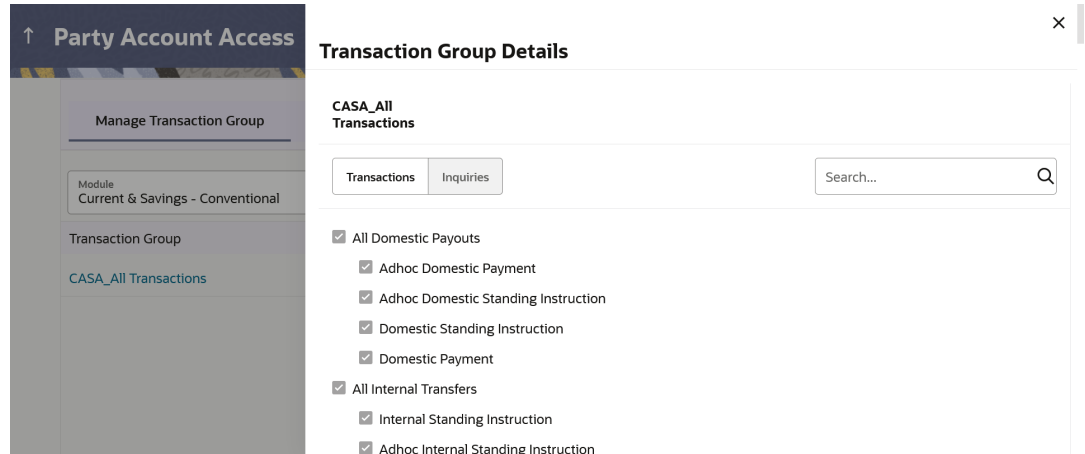 Party Account Access
Manage Transaction Group
Module
Current & Savings - Conventional
Transaction Group
CASA_All Transactions
Transaction Group Details
CASA_All
Transactions
Transactions
Inquiries
Search...
All Domestic Payouts
Adhoc Domestic Payment
Adhoc Domestic Standing Instruction
Domestic Standing Instruction
Domestic Payment
All Internal Transfers
Internal Standing Instruction
Adhoc Internal Standing Instruction